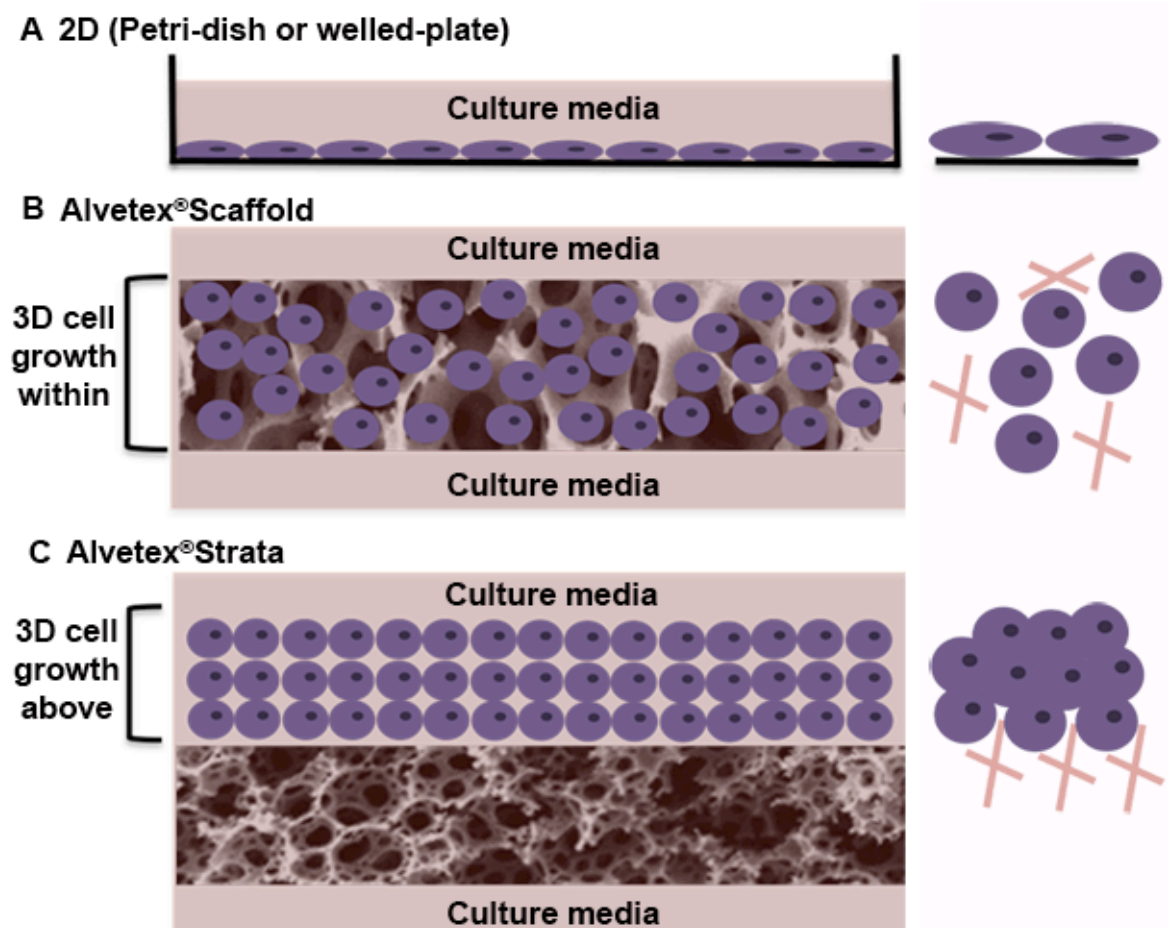 A 2D (Petri-dish or welled-plate)
Culture media
B Alvetex®Scaffold
Culture media
3D cell
growth
within
Culture media
C Alvetex®Strata
Culture media
3D cell
growth
above
Culture media